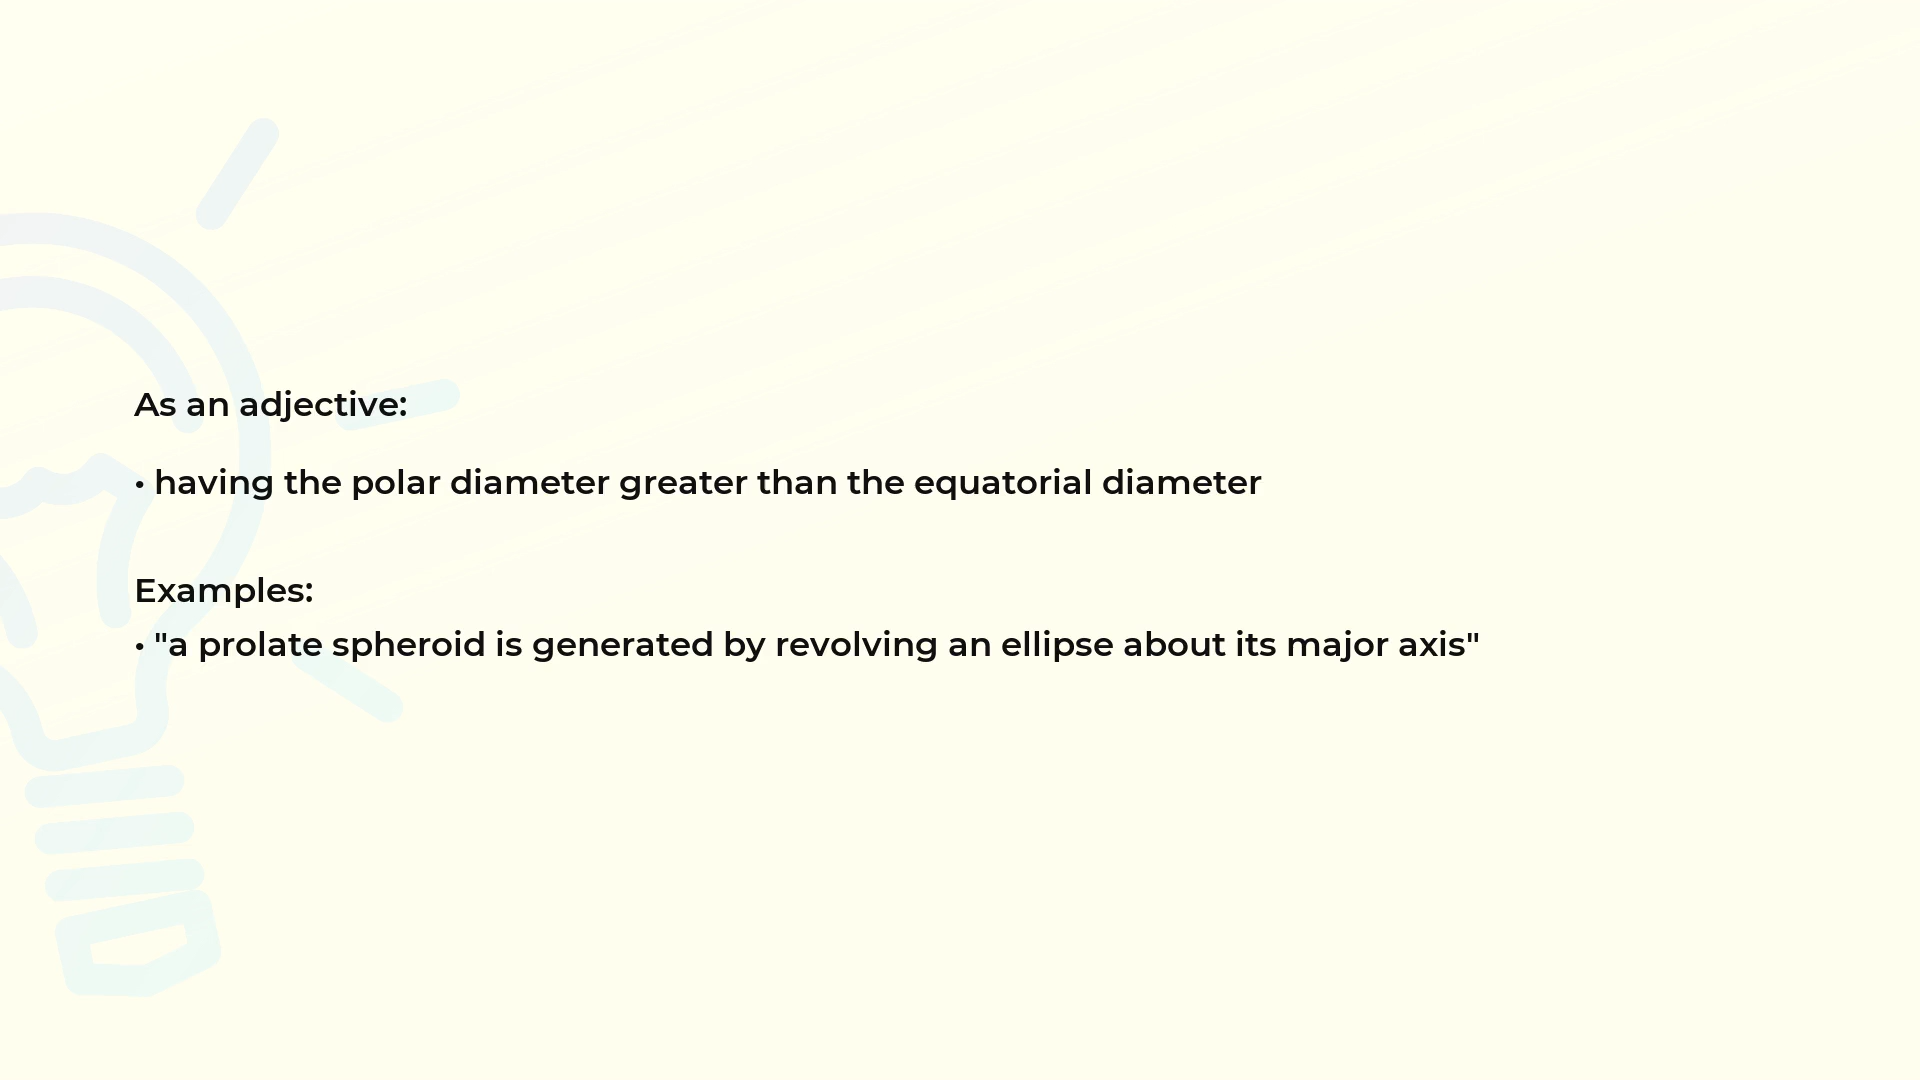 As an adjective:
• having the polar diameter greater than the equatorial diameter
Examples:
• "a prolate spheroid is generated by revolving an ellipse about its major axis"